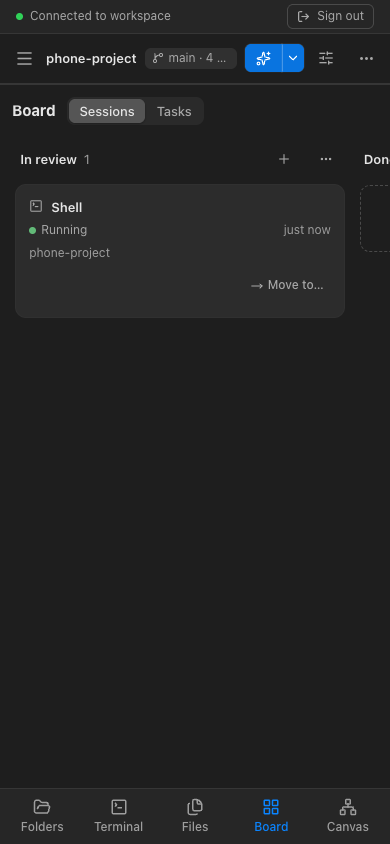 Connected to workspace
Sign out
phone-project
main · 4 ...
Board
Sessions
Tasks
In review 1
Don
Shell
Running
just now
phone-project
→ Move to...
Folders
Terminal
Files
Board
Canvas